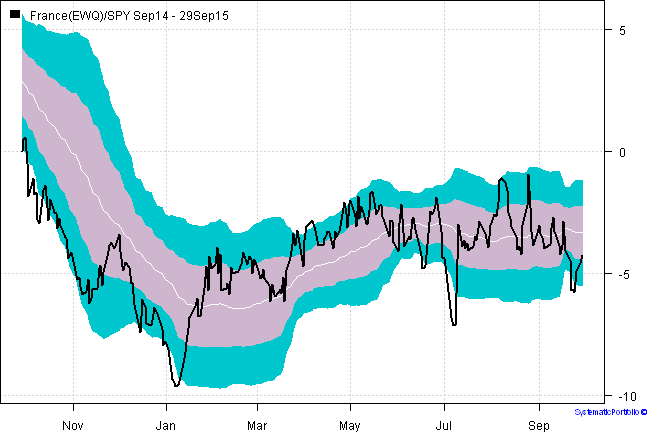 France(EWQ)/SPY Sep14 - 29Sep15
5
0
-5
-10
Nov Jan Mar May Jul Sep
SystematicPortfolio ©